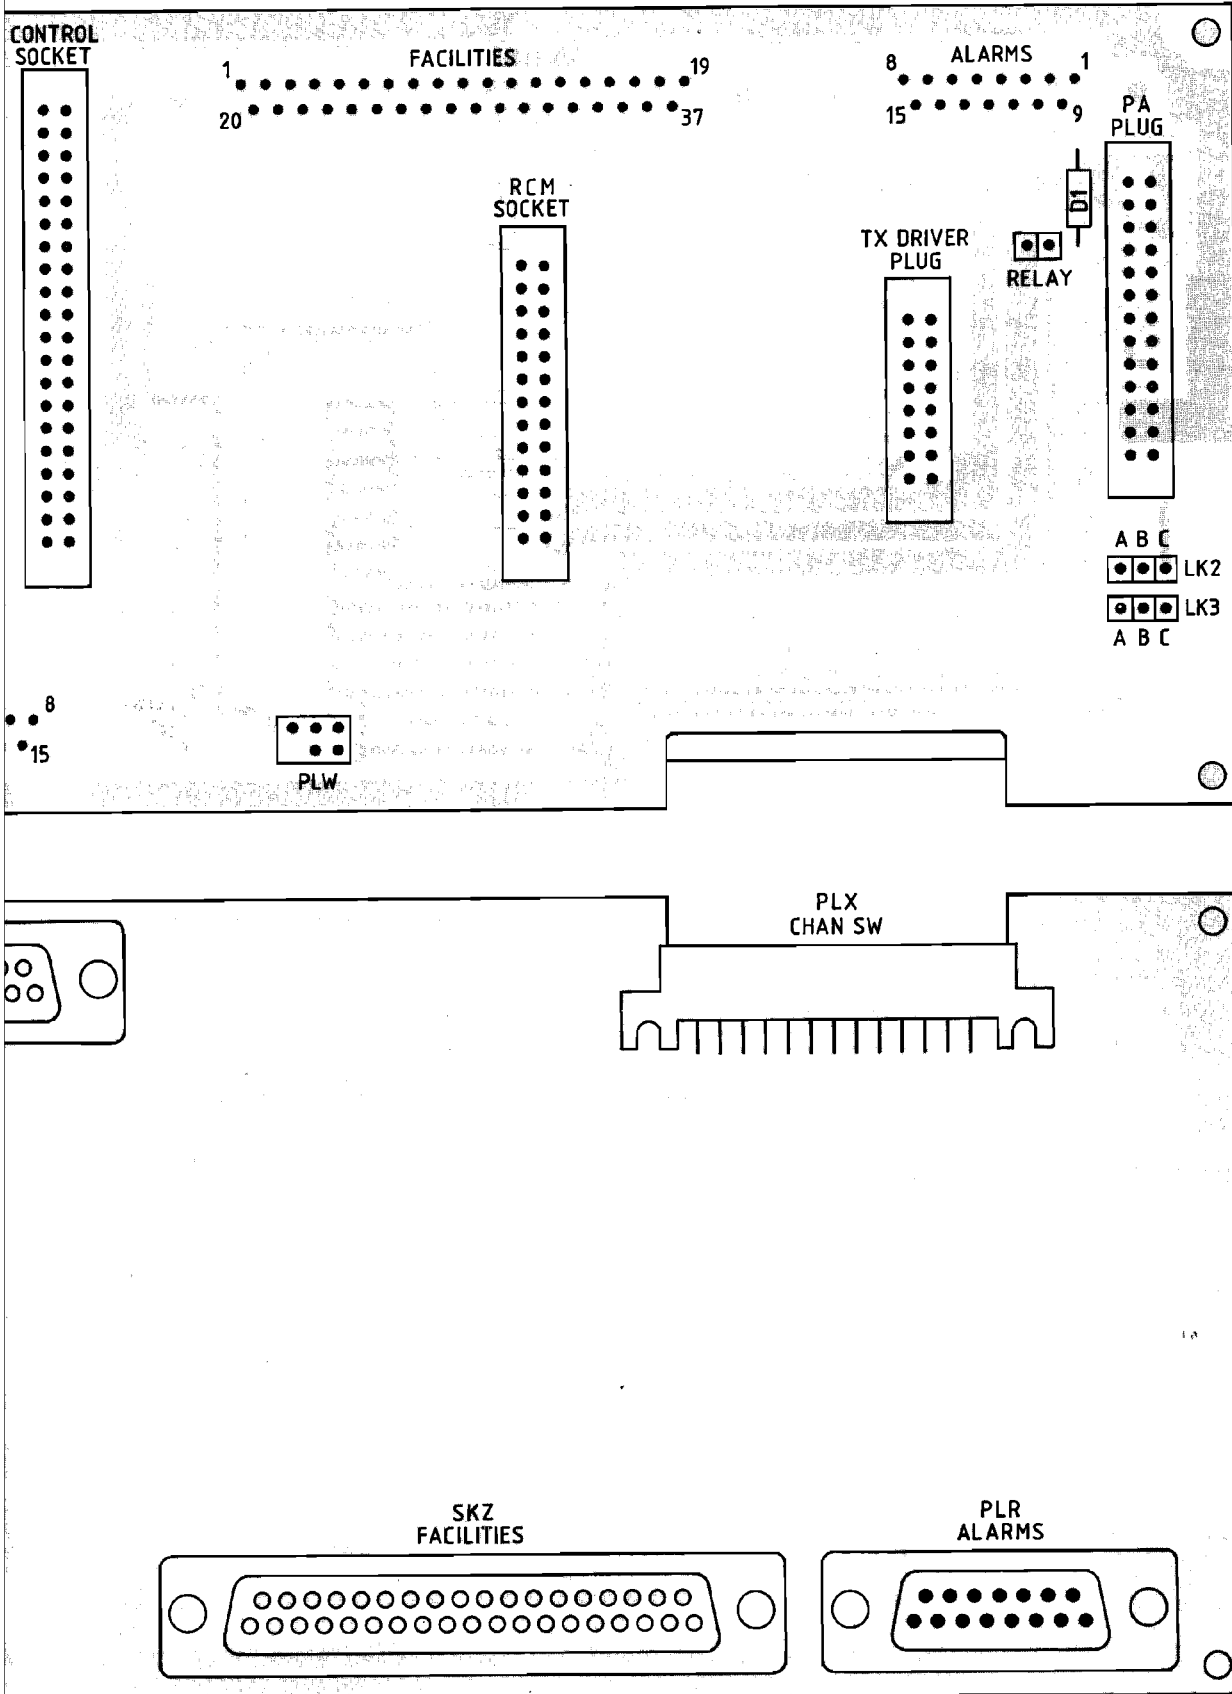 CONTROL
SOCKET
FACILITIES
1
19
20
37
ALARMS
8
1
15
9
PA
PLUG
D1
RCM
SOCKET
TX DRIVER
PLUG
RELAY
A B C
LK2
LK3
A B C
8
15
PLW
PLX
CHAN SW
SKZ
FACILITIES
PLR
ALARMS